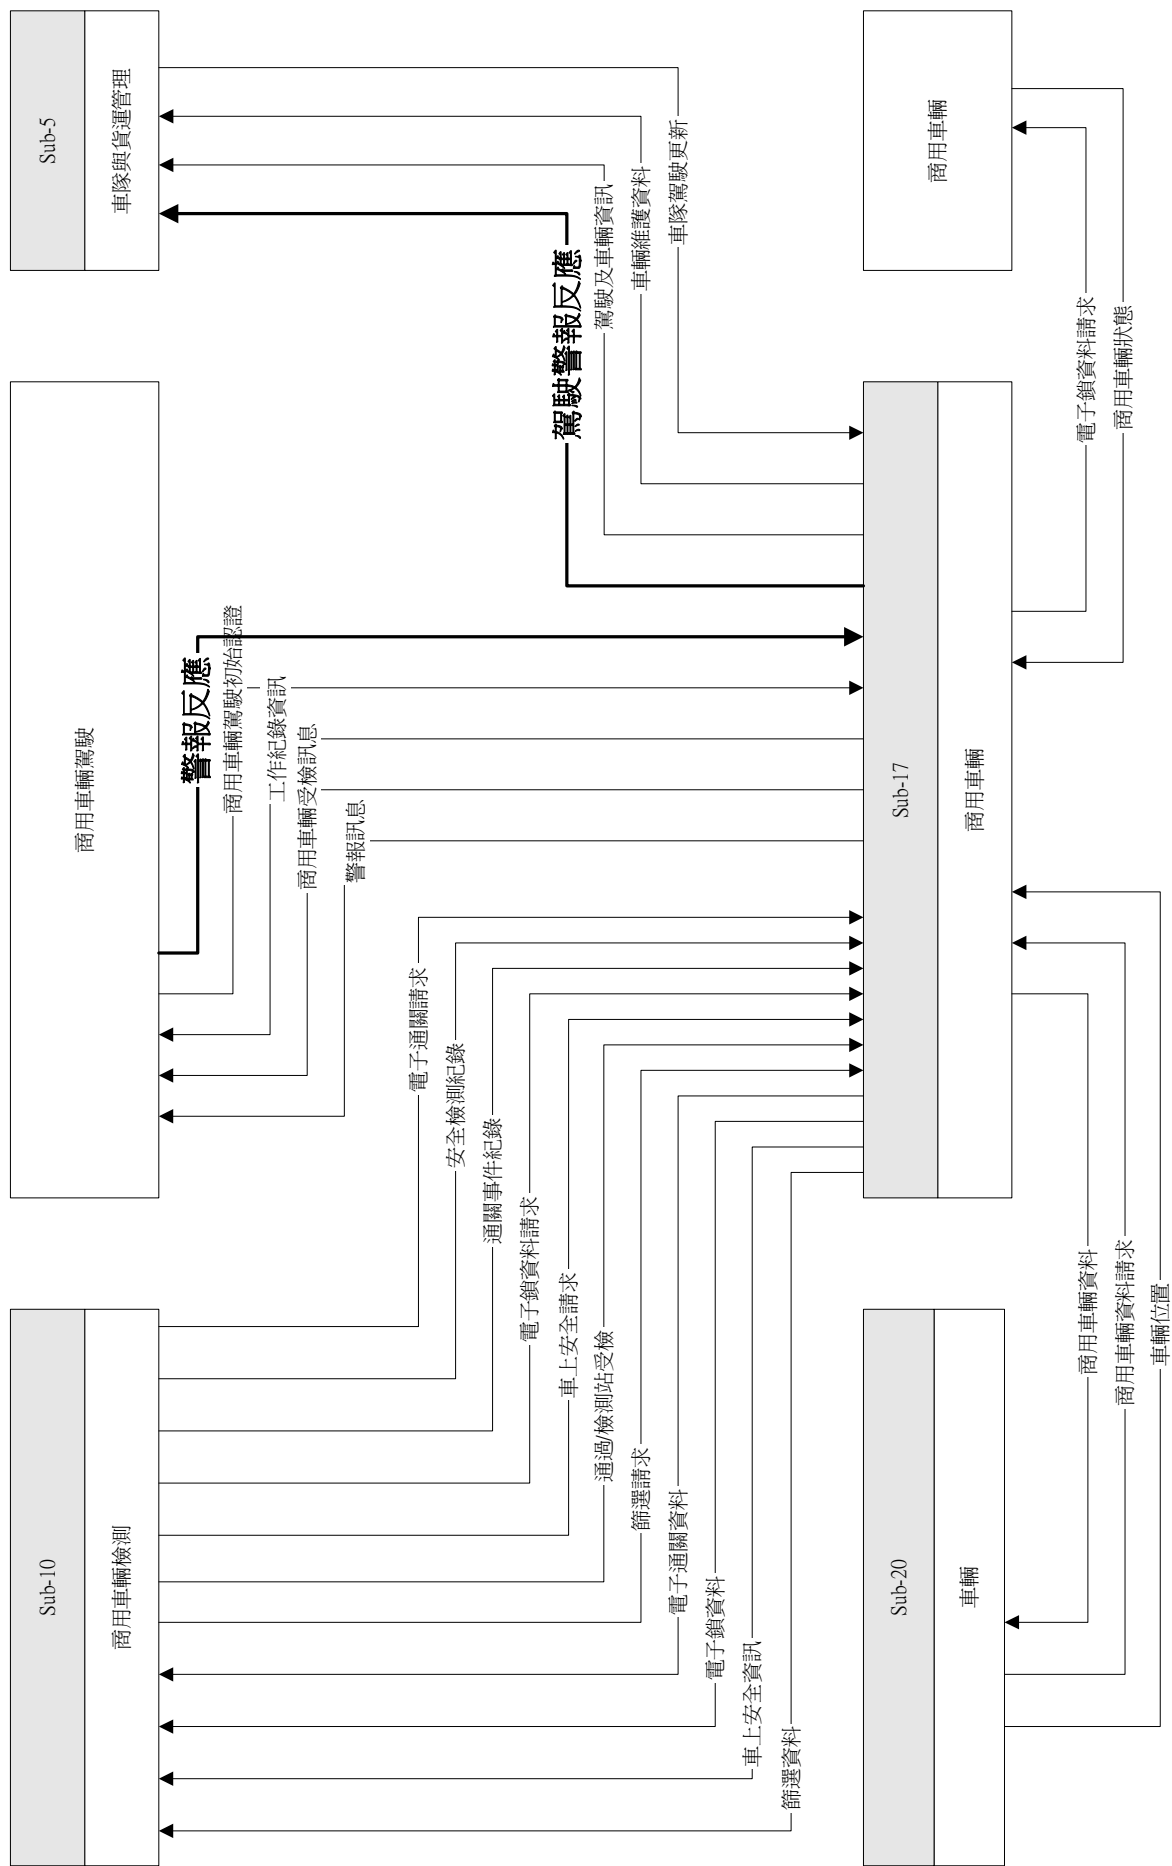 Sub-5
車隊與貨運管理
商用車輛
車隊駕駛更新
車輛維護資料
駕駛及車輛資訊
駕駛警報反應
電子鎖資料請求
商用車輛狀態
商用車輛駕駛
警報反應
商用車輛駕駛初始認證
工作紀錄資訊
商用車輛受檢訊息
警報訊息
Sub-17
商用車輛
電子通關請求
安全檢測紀錄
通關事件紀錄
電子鎖資料請求
車上安全請求
通過/檢測站受檢
篩選請求
電子通關資料
電子鎖資料
車上安全資訊
篩選資料
商用車輛資料
商用車輛資料請求
車輛位置
Sub-10
商用車輛檢測
Sub-20
車輛